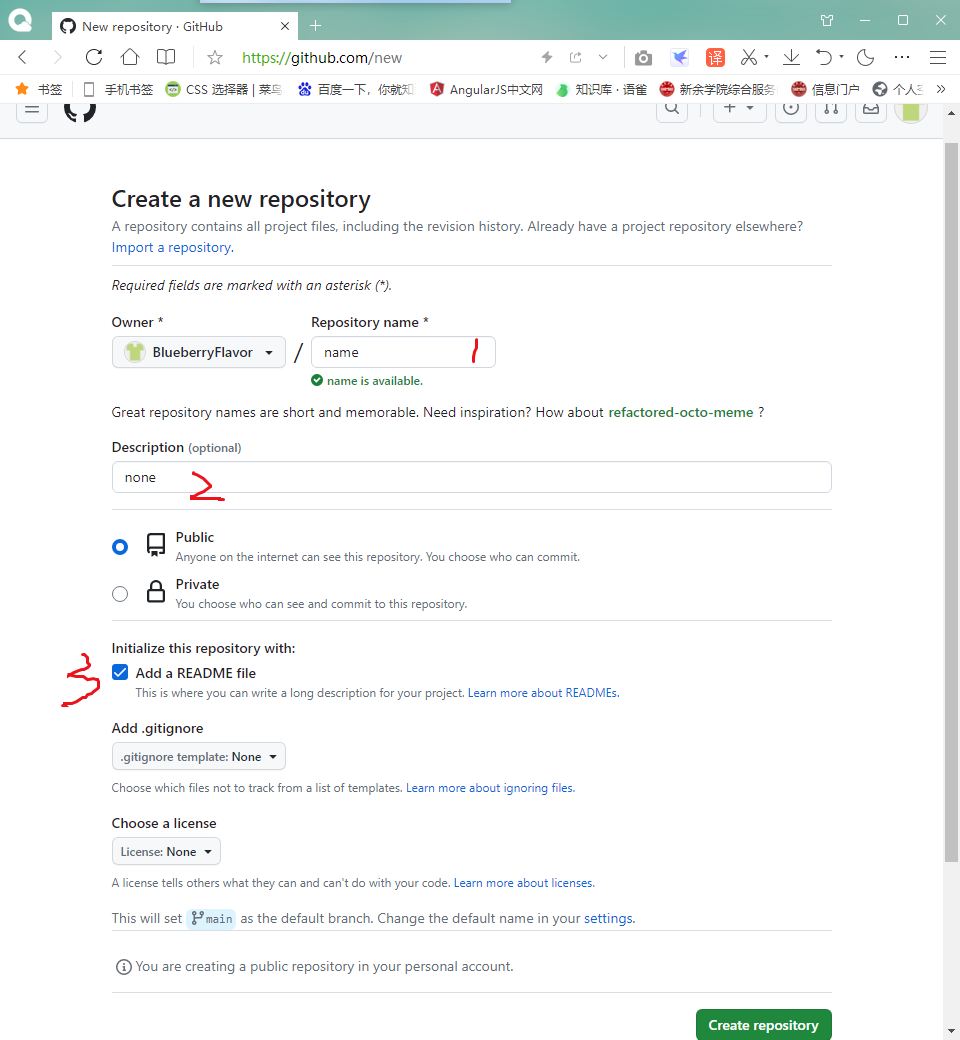 New repository · GitHub
https://github.com/new
译
书签
手机书签
CSS 选择器 | 菜鸟
百度一下，你就知
AngularJS中文网
知识库 · 语雀
新余学院综合服务
信息门户
个人
Create a new repository
A repository contains all project files, including the revision history. Already have a project repository elsewhere?
Import a repository.
Required fields are marked with an asterisk (*).
Owner *
Repository name *
BlueberryFlavor
/
name
1
name is available.
Great repository names are short and memorable. Need inspiration? How about refactored-octo-meme ?
Description (optional)
none
2
Public
Anyone on the internet can see this repository. You choose who can commit.
Private
You choose who can see and commit to this repository.
Initialize this repository with:
3
Add a README file
This is where you can write a long description for your project. Learn more about READMEs.
Add .gitignore
.gitignore template: None
Choose which files not to track from a list of templates. Learn more about ignoring files.
Choose a license
License: None
A license tells others what they can and can't do with your code. Learn more about licenses.
This will set main as the default branch. Change the default name in your settings.
You are creating a public repository in your personal account.
Create repository